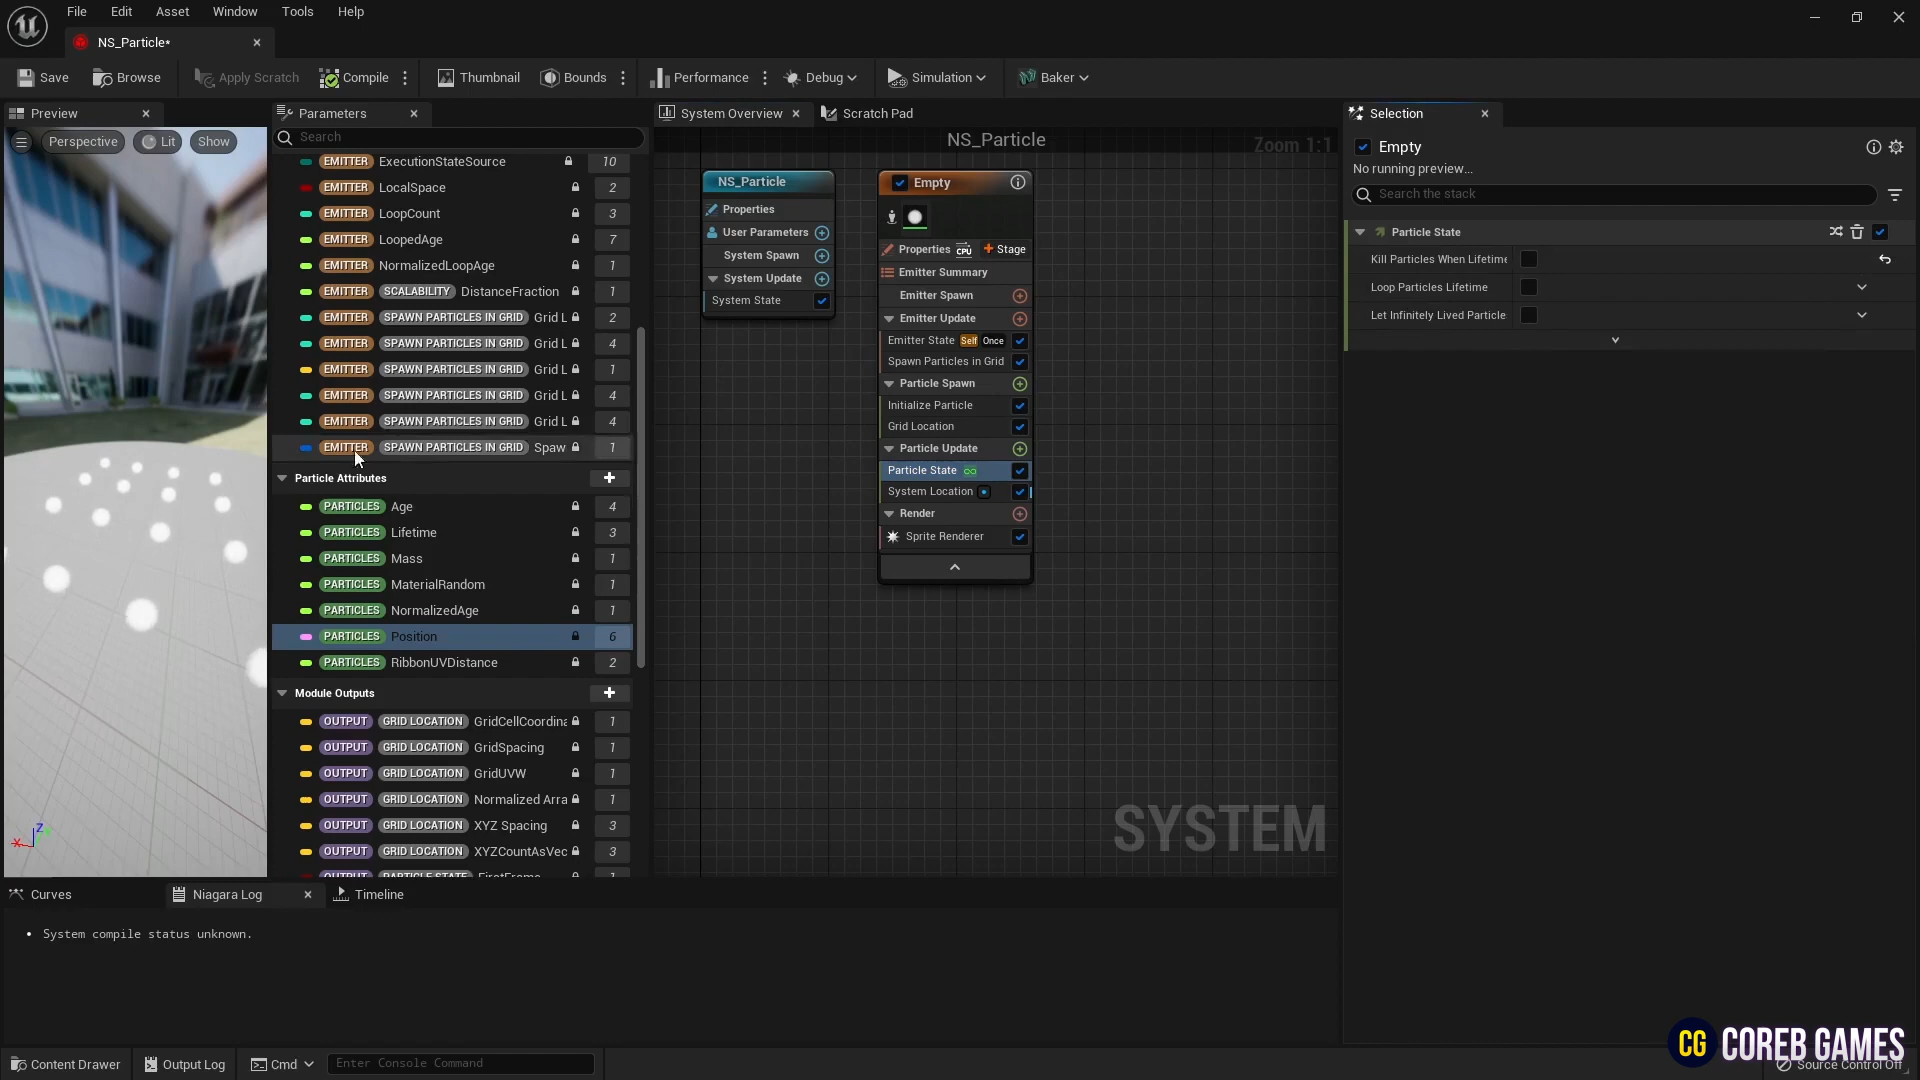 File Edit Asset Window Tools Help
NS_Particle*
Save Browse Apply Scratch Compile Thumbnail Bounds Performance Debug Simulation Baker
Preview
Perspective Lit Show
Parameters
Search
EMITTER ExecutionStateSource 10
EMITTER LocalSpace 2
EMITTER LoopCount 3
EMITTER LoopedAge 7
EMITTER NormalizedLoopAge 1
EMITTER SCALABILITY DistanceFraction 1
EMITTER SPAWN PARTICLES IN GRID Grid L 2
EMITTER SPAWN PARTICLES IN GRID Grid L 4
EMITTER SPAWN PARTICLES IN GRID Grid L 1
EMITTER SPAWN PARTICLES IN GRID Grid L 4
EMITTER SPAWN PARTICLES IN GRID Grid L 4
EMITTER SPAWN PARTICLES IN GRID Spaw 1
Particle Attributes
PARTICLES Age 4
PARTICLES Lifetime 3
PARTICLES Mass 1
PARTICLES MaterialRandom 1
PARTICLES NormalizedAge 1
PARTICLES Position 6
PARTICLES RibbonUVDistance 2
Module Outputs
OUTPUT GRID LOCATION GridCellCoordina 1
OUTPUT GRID LOCATION GridSpacing 1
OUTPUT GRID LOCATION GridUVW 1
OUTPUT GRID LOCATION Normalized Arra 1
OUTPUT GRID LOCATION XYZ Spacing 3
OUTPUT GRID LOCATION XYZCountAsVec 3
OUTPUT PARTICLE STATE FirstFrame 1
X Z
System Overview Scratch Pad
NS_Particle
Zoom 1:1
NS_Particle
Properties
User Parameters
System Spawn
System Update
System State
Empty
Properties CPU Stage
Emitter Summary
Emitter Spawn
Emitter Update
Emitter State Self Once
Spawn Particles in Grid
Particle Spawn
Initialize Particle
Grid Location
Particle Update
Particle State
System Location
Render
Sprite Renderer
SYSTEM
Selection
Empty
No running preview...
Search the stack
Particle State
Kill Particles When Lifetime
Loop Particles Lifetime
Let Infinitely Lived Particle
Curves Niagara Log Timeline
• System compile status unknown.
Content Drawer Output Log Cmd Enter Console Command
Source Control Off
CG COREB GAMES